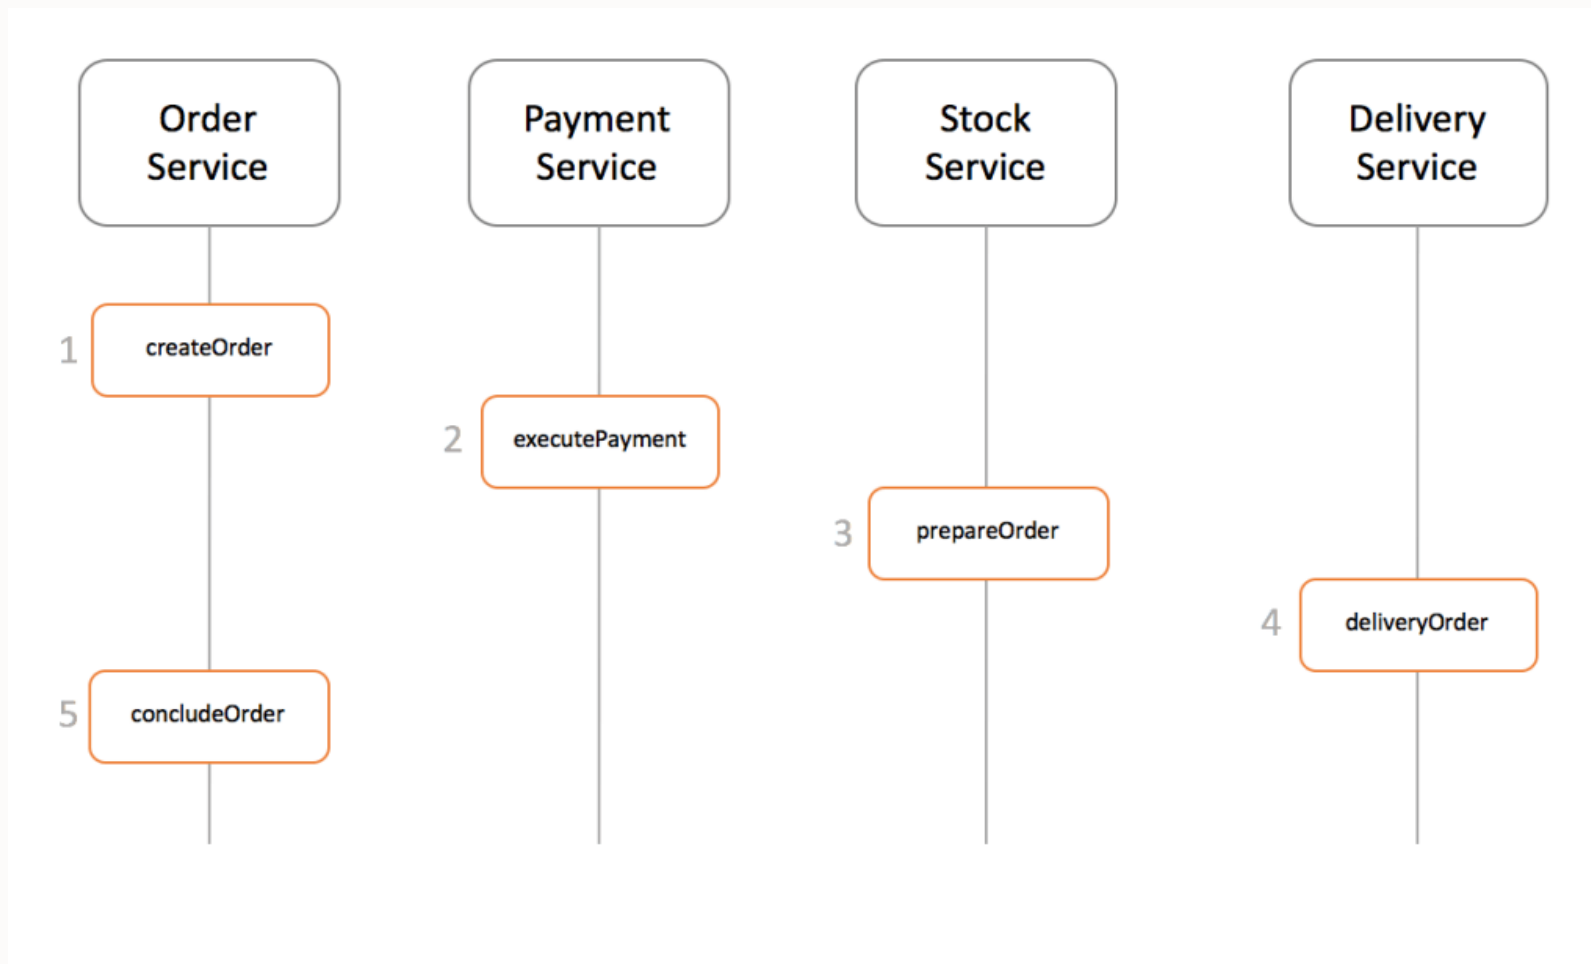 Order
Service
Payment
Service
Stock
Service
Delivery
Service
1
createOrder
2
executePayment
3
prepareOrder
4
deliveryOrder
5
concludeOrder